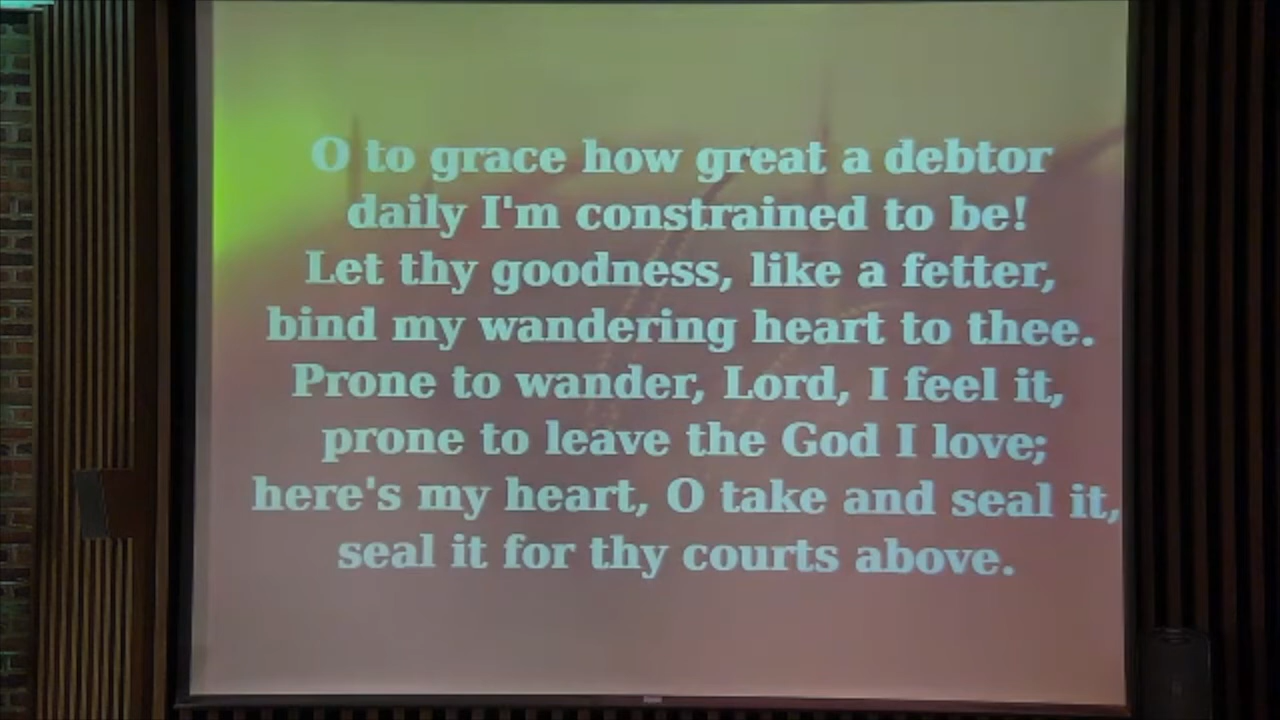 O to grace how great a debtor
daily I'm constrained to be!
Let thy goodness, like a fetter,
bind my wandering heart to thee.
Prone to wander, Lord, I feel it,
prone to leave the God I love;
here's my heart, O take and seal it,
seal it for thy courts above.